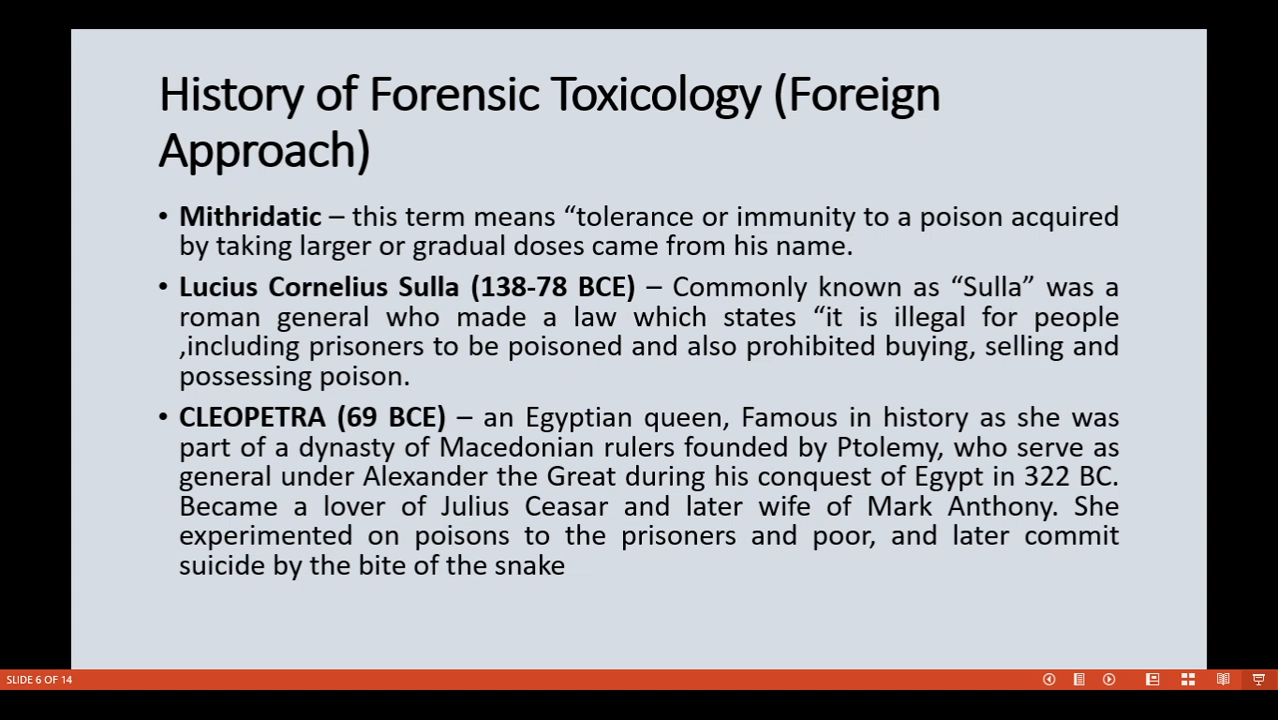 History of Forensic Toxicology (Foreign
Approach)
• Mithridatic – this term means “tolerance or immunity to a poison acquired
by taking larger or gradual doses came from his name.
• Lucius Cornelius Sulla (138-78 BCE) – Commonly known as “Sulla” was a
roman general who made a law which states “it is illegal for people
,including prisoners to be poisoned and also prohibited buying, selling and
possessing poison.
• CLEOPETRA (69 BCE) – an Egyptian queen, Famous in history as she was
part of a dynasty of Macedonian rulers founded by Ptolemy, who serve as
general under Alexander the Great during his conquest of Egypt in 322 BC.
Became a lover of Julius Ceasar and later wife of Mark Anthony. She
experimented on poisons to the prisoners and poor, and later commit
suicide by the bite of the snake
SLIDE 6 OF 14